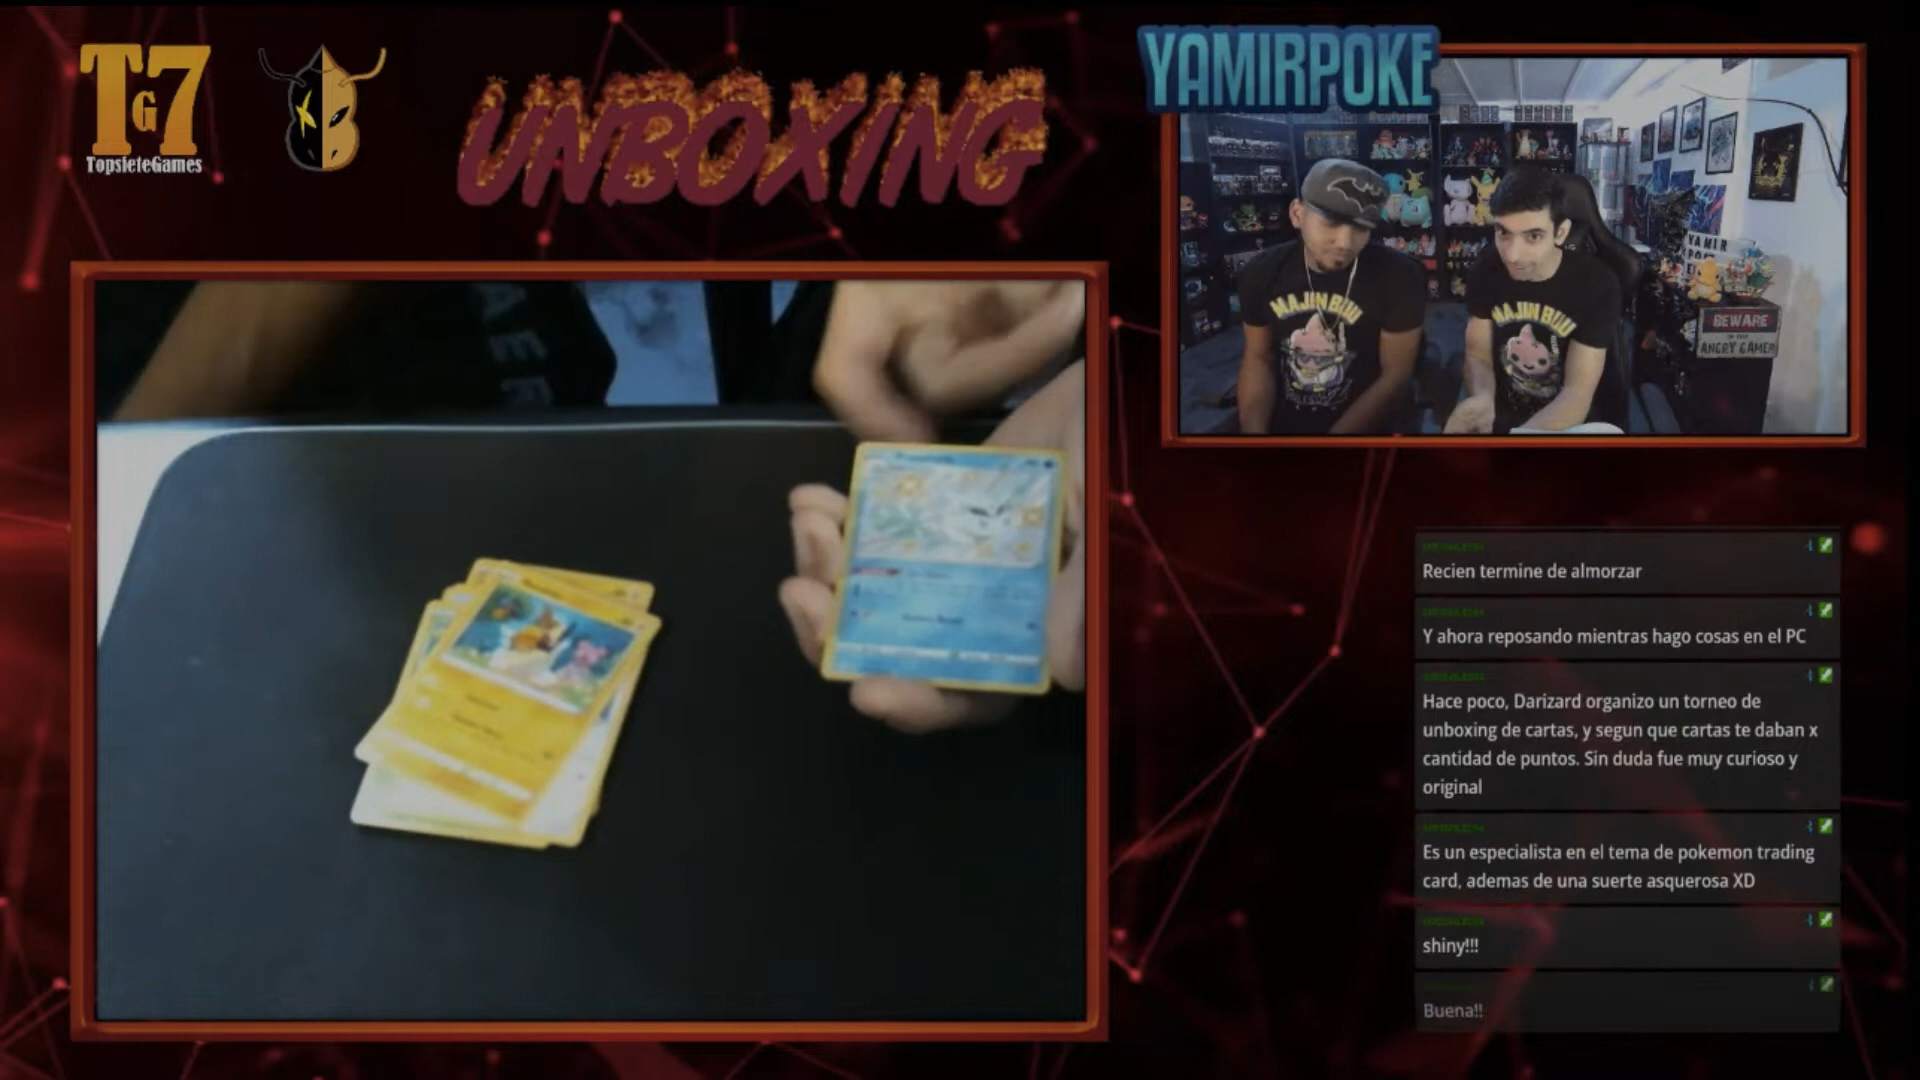 TG7
TopsieteGames
UNBOXING
YAMIRPOKE
MAJIN BUU
MAJIN BUU
YAMIR
BEWARE
OF THE
ANGRY GAMER
Recien termine de almorzar
Y ahora reposando mientras hago cosas en el PC
Hace poco, Darizard organizo un torneo de
unboxing de cartas, y segun que cartas te daban x
cantidad de puntos. Sin duda fue muy curioso y
original
Es un especialista en el tema de pokemon trading
card, ademas de una suerte asquerosa XD
shiny!!!
Buena!!